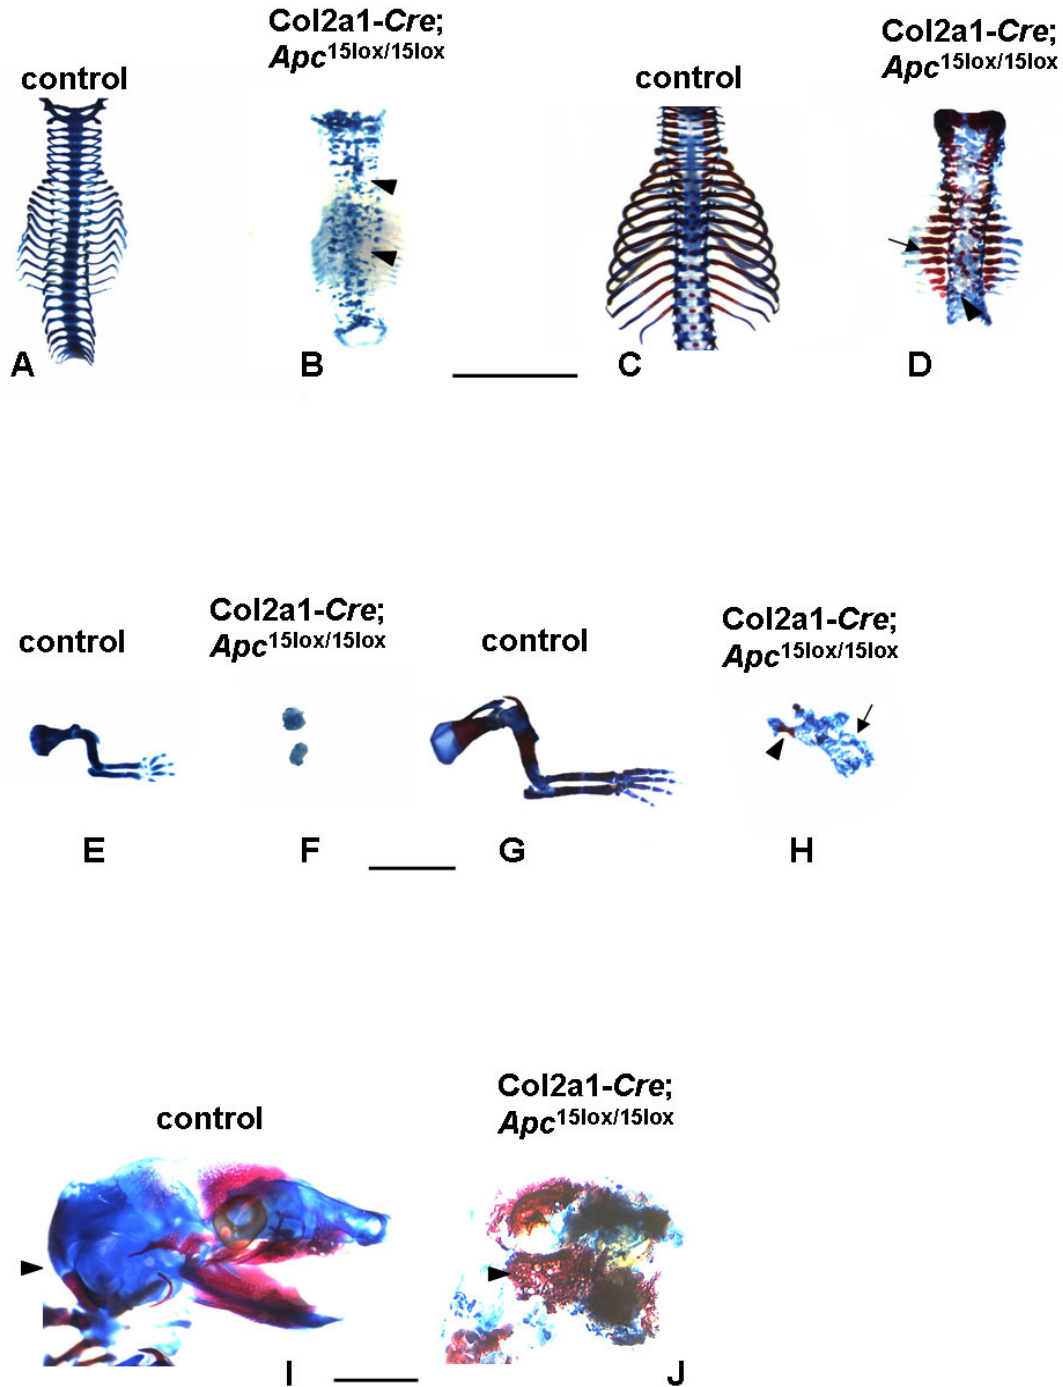 control
Col2a1-Cre;
Apc15lox/15lox
control
Col2a1-Cre;
Apc15lox/15lox
A
B
C
D
control
Col2a1-Cre;
Apc15lox/15lox
control
Col2a1-Cre;
Apc15lox/15lox
E
F
G
H
control
Col2a1-Cre;
Apc15lox/15lox
I
J